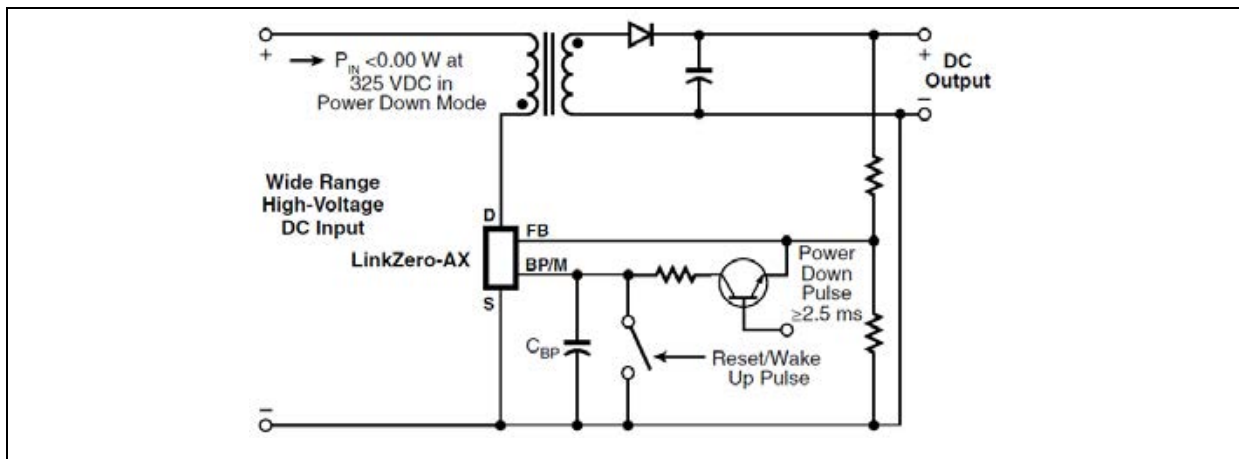 +
P_IN <0.00 W at
325 VDC in
Power Down Mode
+
DC
Output
–
Wide Range
High-Voltage
DC Input
LinkZero-AX
D
FB
BP/M
S
Power
Down
Pulse
≥2.5 ms
C_BP
Reset/Wake
Up Pulse
–